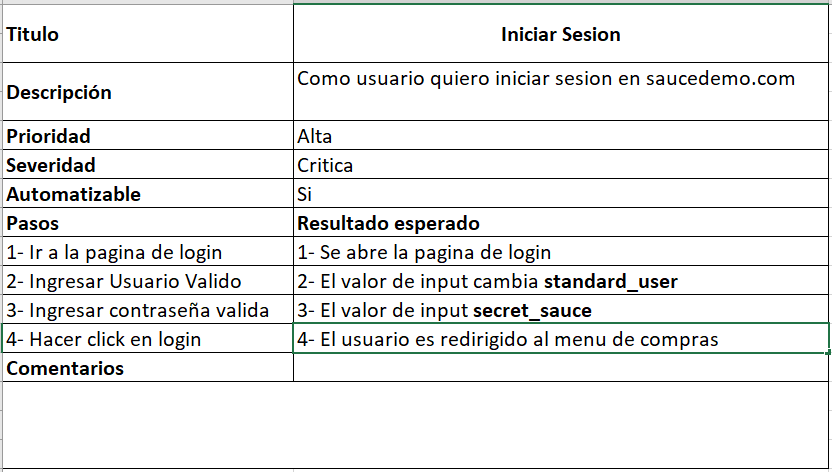 Titulo Iniciar Sesion
Descripción Como usuario quiero iniciar sesion en saucedemo.com
Prioridad Alta
Severidad Critica
Automatizable Si
Pasos Resultado esperado
1- Ir a la pagina de login 1- Se abre la pagina de login
2- Ingresar Usuario Valido 2- El valor de input cambia standard_user
3- Ingresar contraseña valida 3- El valor de input secret_sauce
4- Hacer click en login 4- El usuario es redirigido al menu de compras
Comentarios